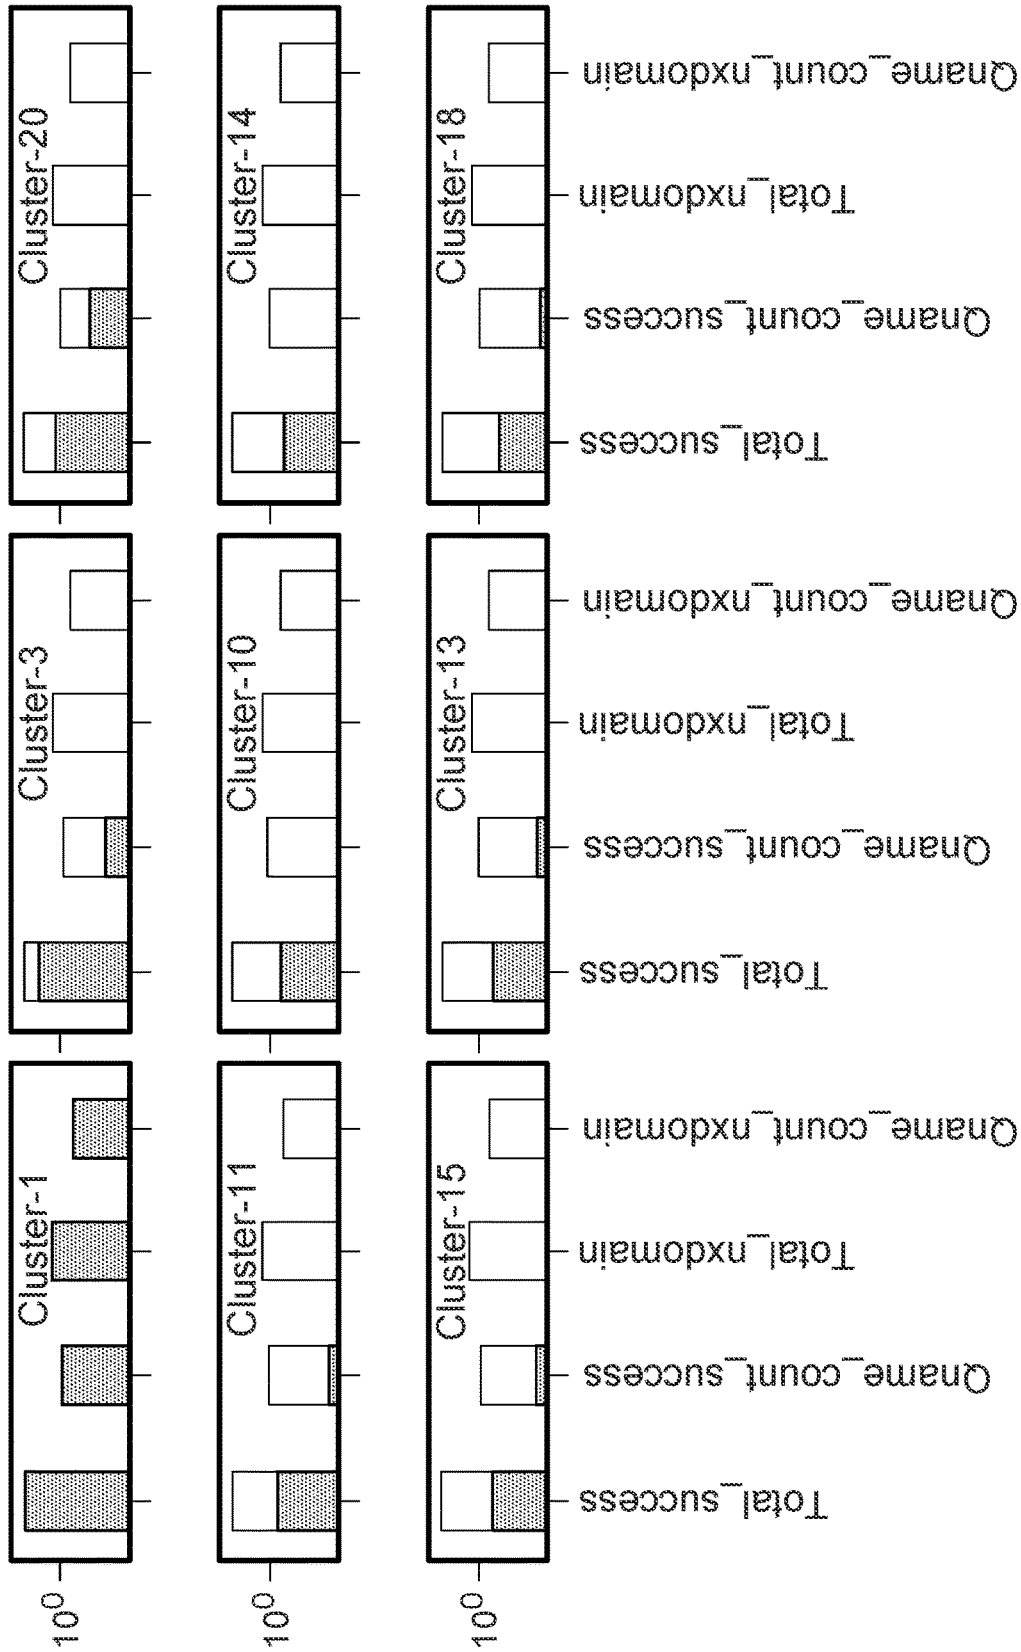 Cluster-1
Cluster-3
Cluster-20
10⁰
Cluster-11
Cluster-10
Cluster-14
10⁰
Cluster-15
Cluster-13
Cluster-18
10⁰
Total_success
Qname_count_success
Total_nxdomain
Qname_count_nxdomain
Total_success
Qname_count_success
Total_nxdomain
Qname_count_nxdomain
Total_success
Qname_count_success
Total_nxdomain
Qname_count_nxdomain